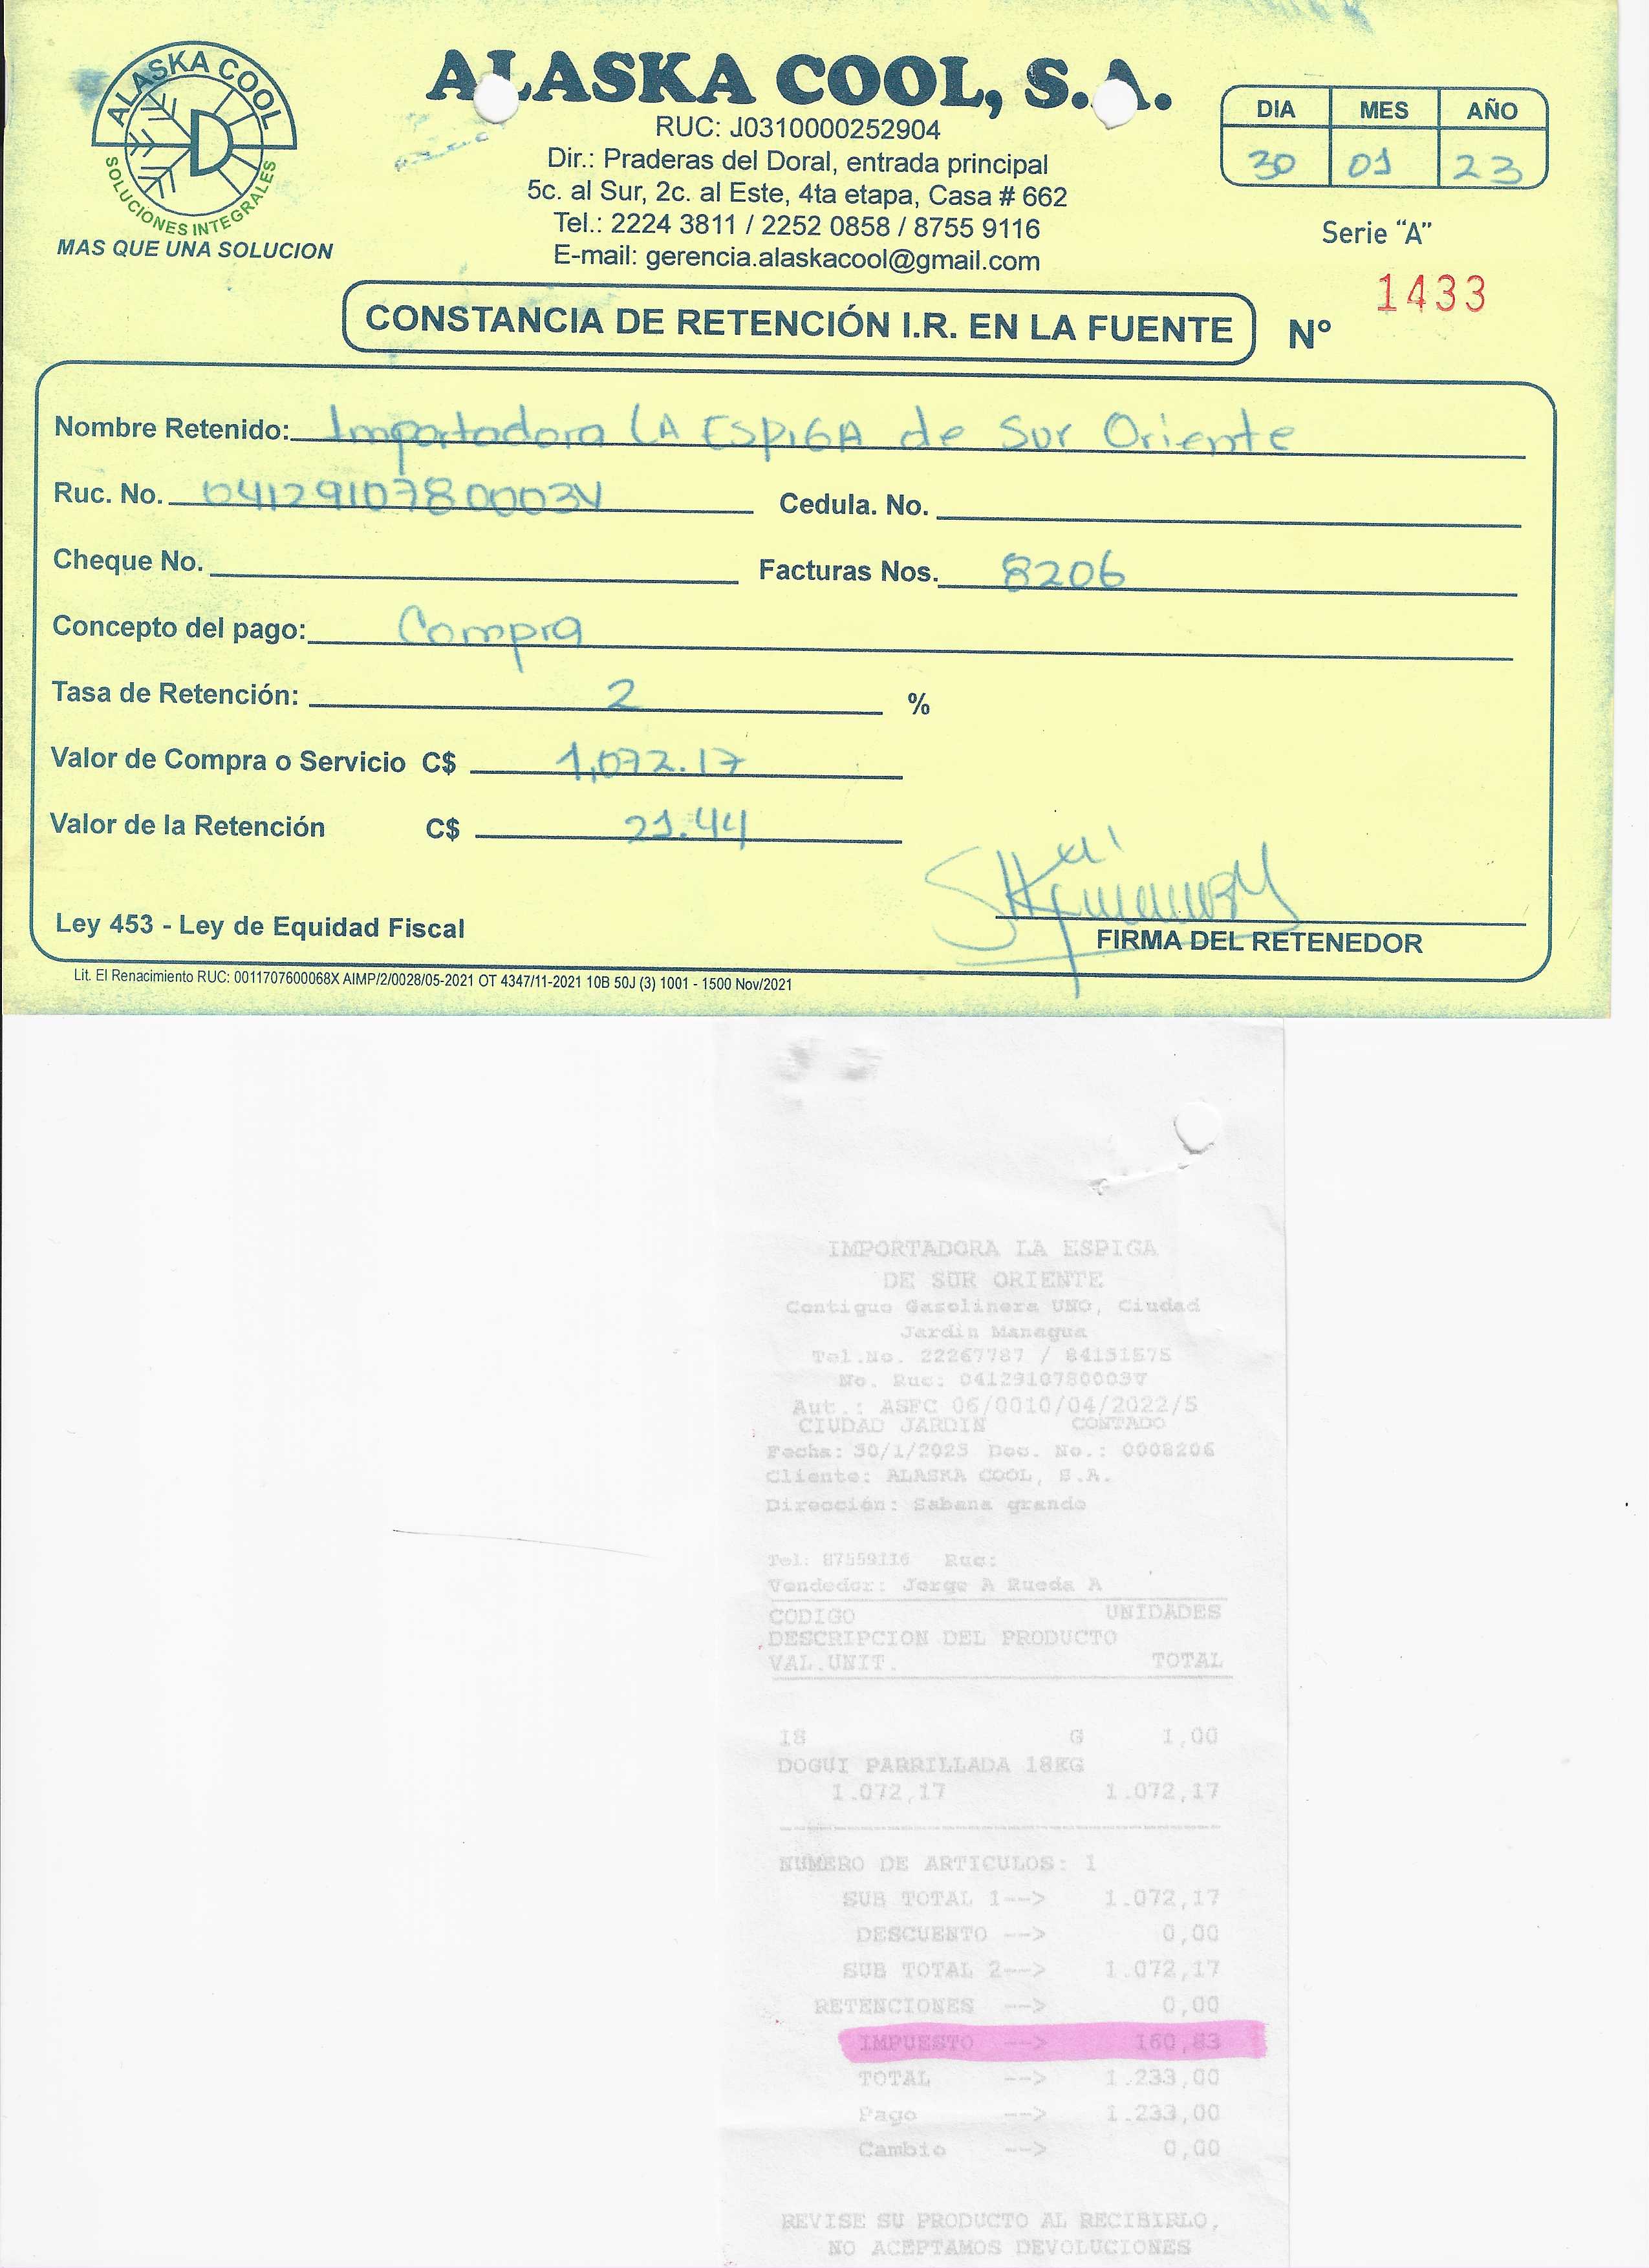 ALASKA COOL
SOLUCIONES INTEGRALES
MAS QUE UNA SOLUCION
ALASKA COOL, S.A.
RUC: J0310000252904
Dir.: Praderas del Doral, entrada principal
5c. al Sur, 2c. al Este, 4ta etapa, Casa # 662
Tel.: 2224 3811 / 2252 0858 / 8755 9116
E-mail: gerencia.alaskacool@gmail.com
DIA MES AÑO
30 01 23
Serie "A"
CONSTANCIA DE RETENCIÓN I.R. EN LA FUENTE Nº 1433
Nombre Retenido: Importadora LA ESPIGA de Sur Oriente
Ruc. No. 0412910780003V Cedula. No.
Cheque No. Facturas Nos. 8206
Concepto del pago: Compra
Tasa de Retención: 2 %
Valor de Compra o Servicio C$ 1,072.17
Valor de la Retención C$ 21.44
Ley 453 - Ley de Equidad Fiscal
FIRMA DEL RETENEDOR
Lit. El Renacimiento RUC: 0011707600068X AIMP/2/0028/05-2021 OT 4347/11-2021 10B 50J (3) 1001 - 1500 Nov/2021
IMPORTADORA LA ESPIGA
DE SUR ORIENTE
Contiguo Gasolinera UNO, Ciudad
Jardin Managua
Tel.No. 22267787 / 84151575
No. Ruc: 0412910780003V
Aut.: ASFC 06/0010/04/2022/5
CIUDAD JARDIN CONTADO
Fecha: 30/1/2023 Doc. No.: 0008206
Cliente: ALASKA COOL, S.A.
Dirección: Sabana grande
Tel: 87559116 Ruc:
Vendedor: Jorge A Rueda A
CODIGO UNIDADES
DESCRIPCION DEL PRODUCTO
VAL.UNIT. TOTAL
18 G 1,00
DOGUI PARRILLADA 18KG
1.072,17 1.072,17
NUMERO DE ARTICULOS: 1
SUB TOTAL 1--> 1.072,17
DESCUENTO --> 0,00
SUB TOTAL 2--> 1.072,17
RETENCIONES --> 0,00
IMPUESTO --> 160,83
TOTAL --> 1.233,00
Pago --> 1.233,00
Cambio --> 0,00
REVISE SU PRODUCTO AL RECIBIRLO,
NO ACEPTAMOS DEVOLUCIONES